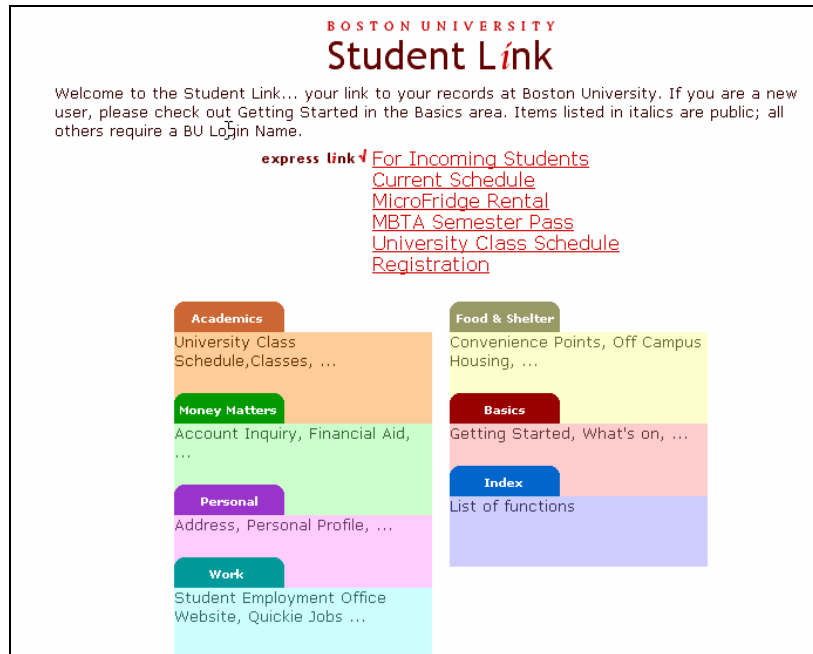 BOSTON UNIVERSITY
Student Link
Welcome to the Student Link... your link to your records at Boston University. If you are a new
user, please check out Getting Started in the Basics area. Items listed in italics are public; all
others require a BU Login Name.
express link For Incoming Students
Current Schedule
MicroFridge Rental
MBTA Semester Pass
University Class Schedule
Registration
Academics
University Class
Schedule,Classes, ...
Money Matters
Account Inquiry, Financial Aid,
...
Personal
Address, Personal Profile, ...
Work
Student Employment Office
Website, Quickie Jobs ...
Food & Shelter
Convenience Points, Off Campus
Housing, ...
Basics
Getting Started, What's on, ...
Index
List of functions